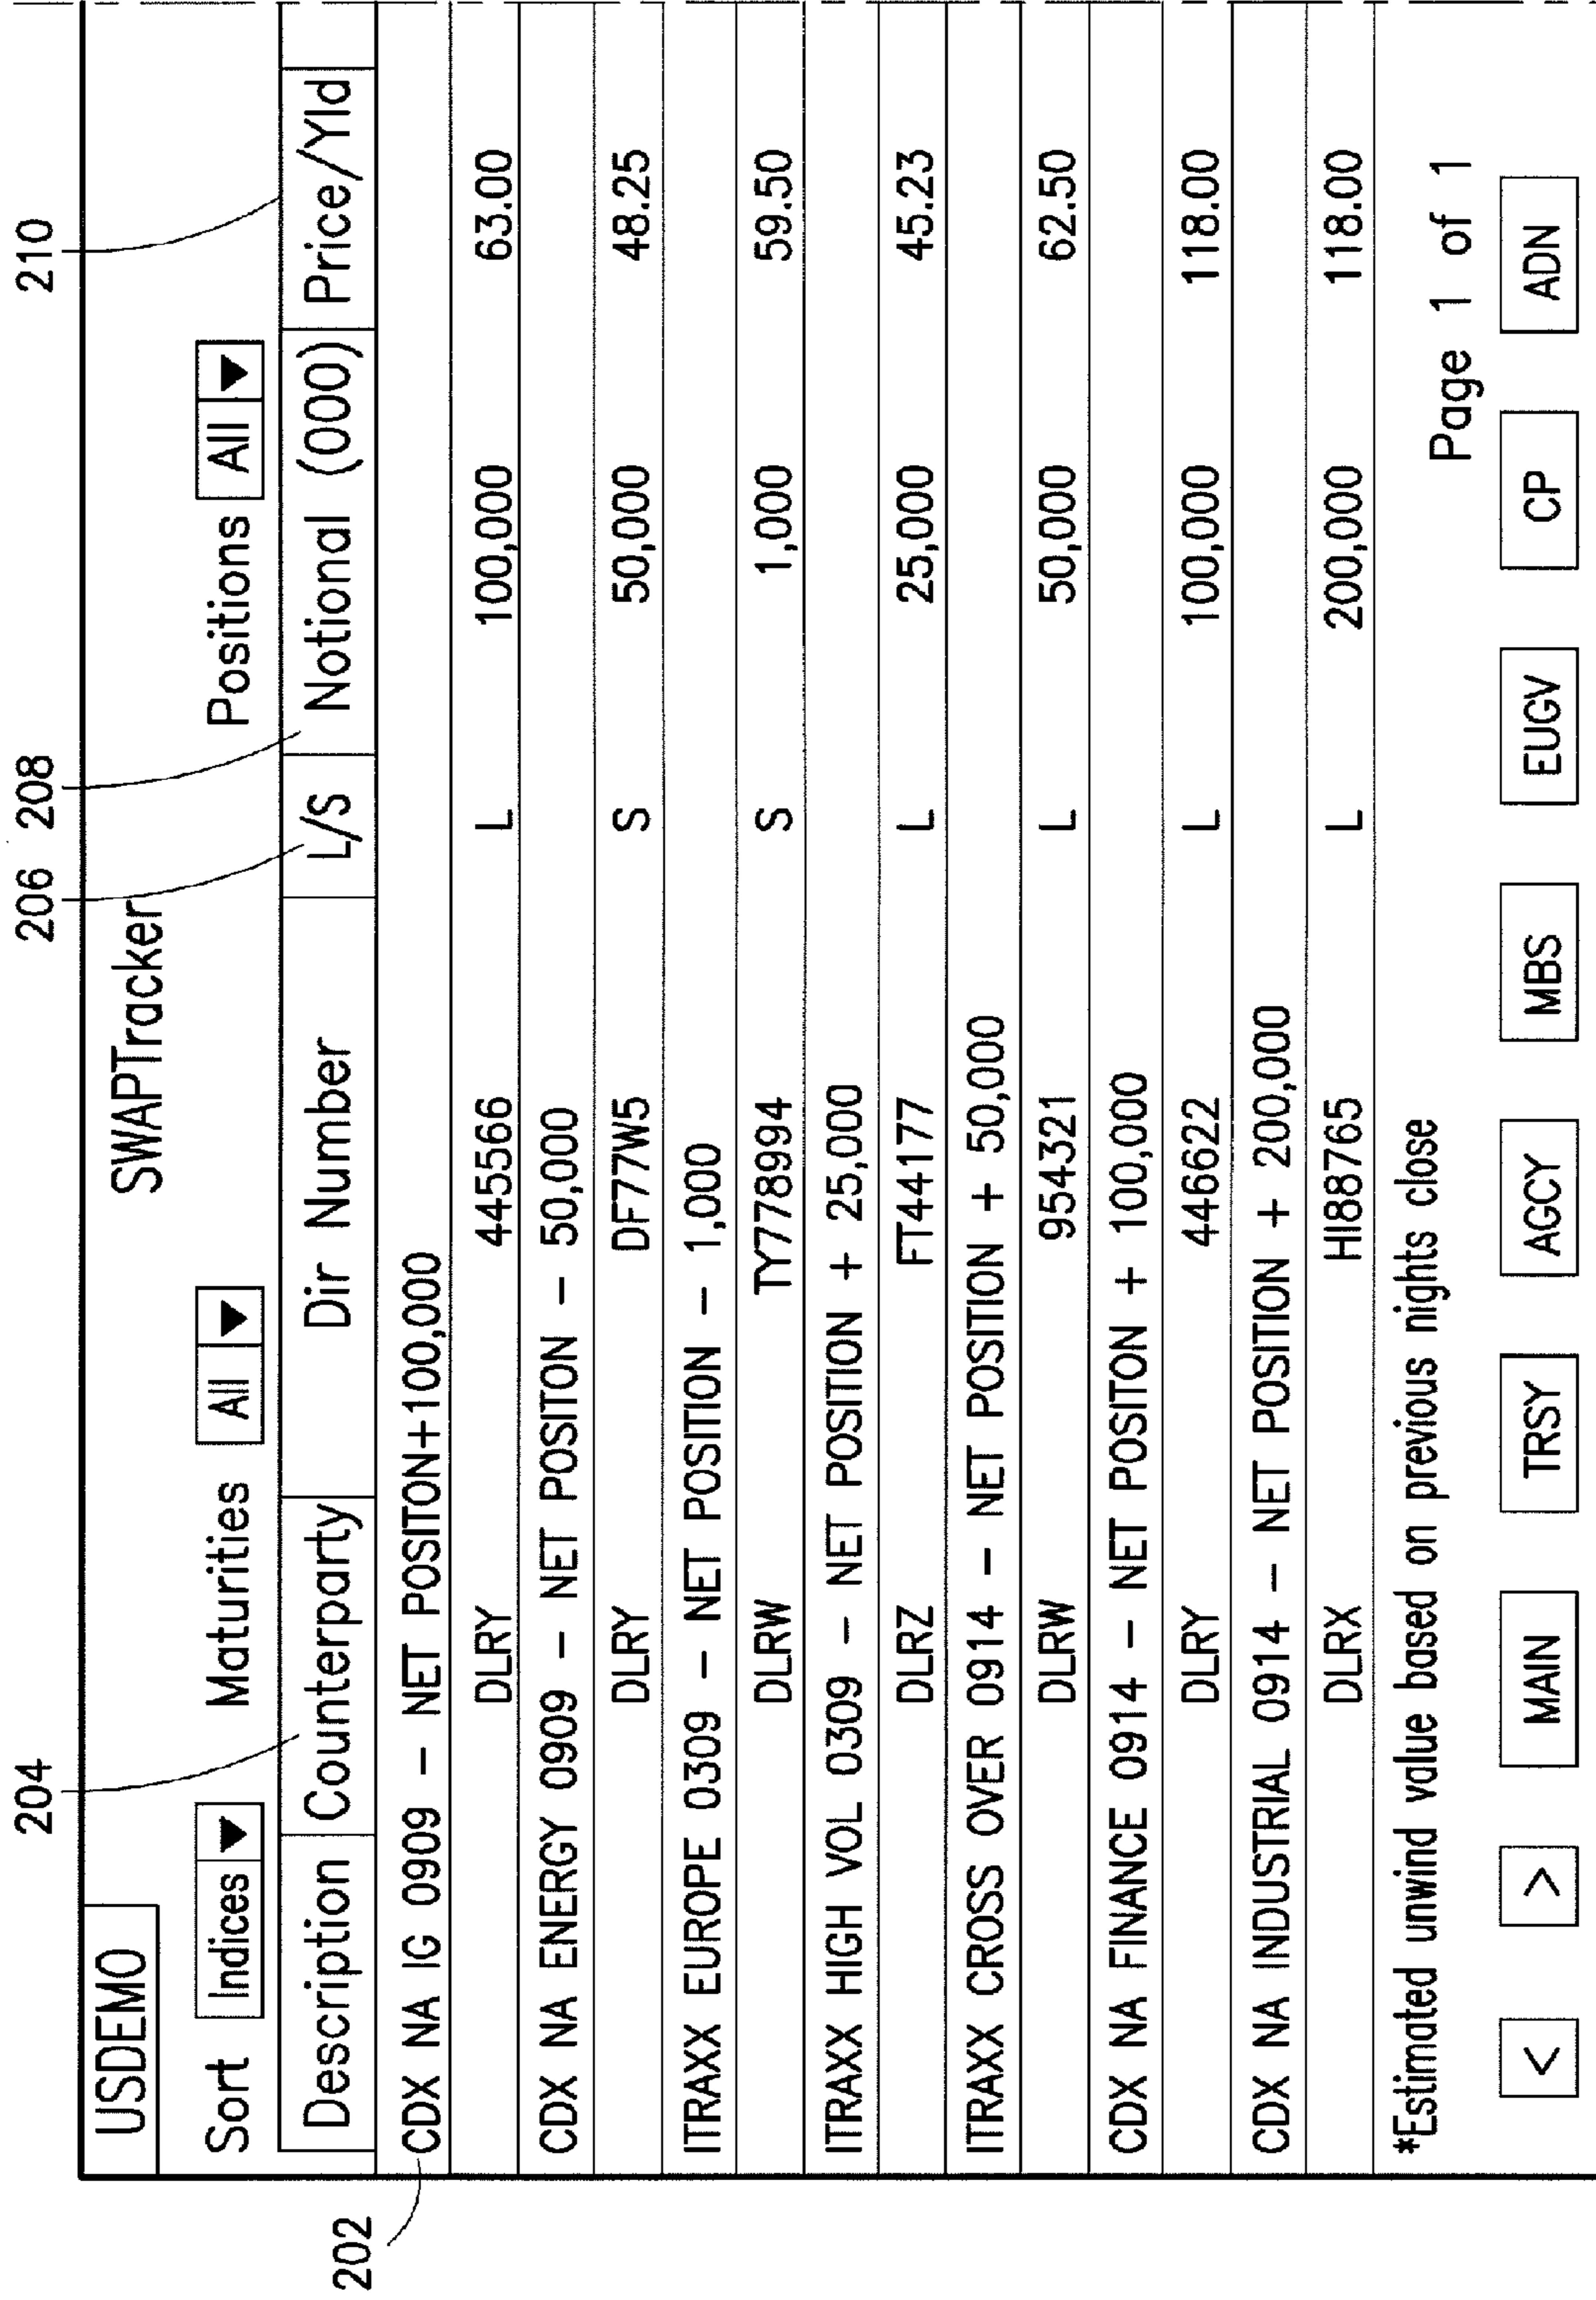 204 206 208 210
USDEMO
SWAPTracker
Sort Indices ▼ Maturities All ▼ Positions All ▼
Description Counterparty Dir Number L/S Notional (000) Price/Yld
202
CDX NA IG 0909 – NET POSITON+100,000
DLRY 445566 L 100,000 63.00
CDX NA ENERGY 0909 – NET POSITION – 50,000
DLRY DF77W5 S 50,000 48.25
ITRAXX EUROPE 0309 – NET POSITION – 1,000
DLRW TY778994 S 1,000 59.50
ITRAXX HIGH VOL 0309 – NET POSITION + 25,000
DLRZ FT44177 L 25,000 45.23
ITRAXX CROSS OVER 0914 – NET POSITION + 50,000
DLRW 954321 L 50,000 62.50
CDX NA FINANCE 0914 – NET POSITON + 100,000
DLRY 446622 L 100,000 118.00
CDX NA INDUSTRIAL 0914 – NET POSITION + 200,000
DLRX HI88765 L 200,000 118.00
*Estimated unwind value based on previous nights close
Page 1 of 1
< > MAIN TRSY AGCY MBS EUGV CP ADN